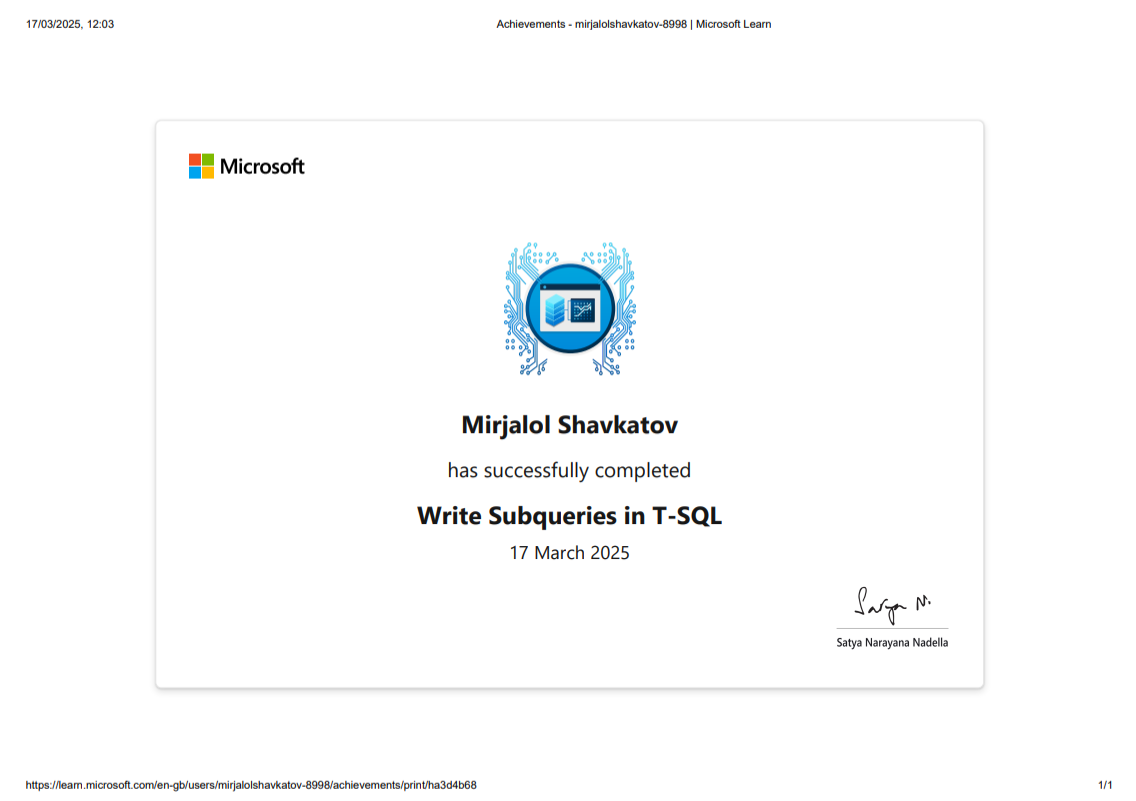 17/03/2025, 12:03
Achievements - mirjalolshavkatov-8998 | Microsoft Learn
Microsoft
Mirjalol Shavkatov
has successfully completed
Write Subqueries in T-SQL
17 March 2025
Satya N.
Satya Narayana Nadella
https://learn.microsoft.com/en-gb/users/mirjalolshavkatov-8998/achievements/print/ha3d4b68
1/1